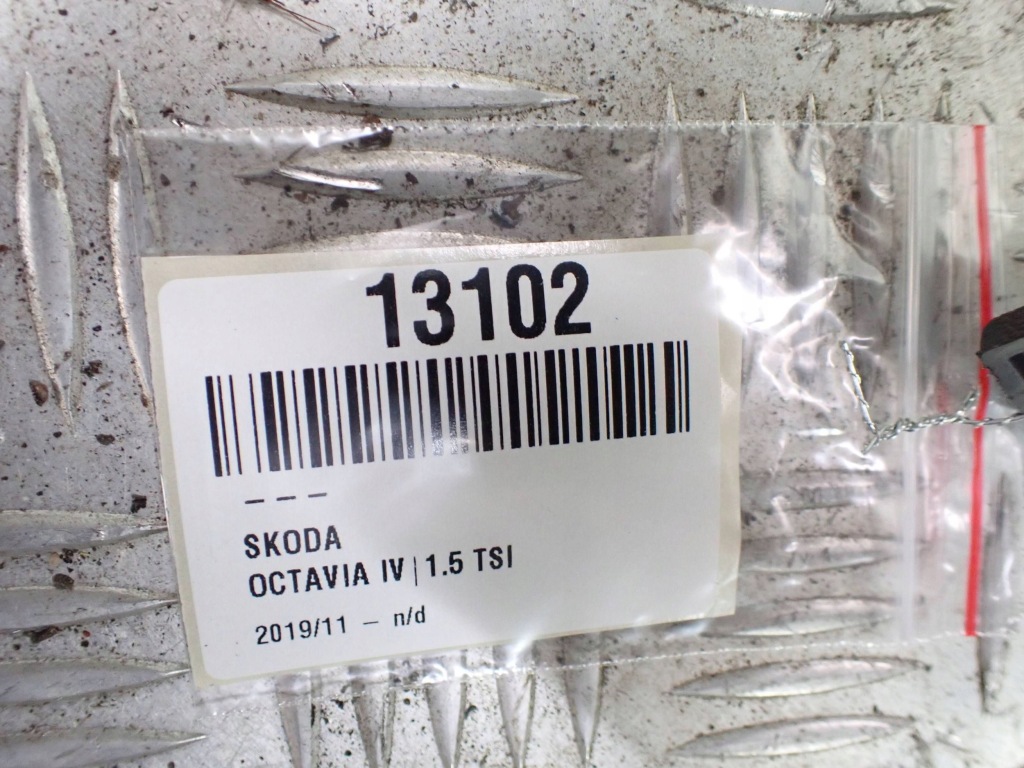 13102
– – –
SKODA
OCTAVIA IV | 1.5 TSI
2019/11 – n/d